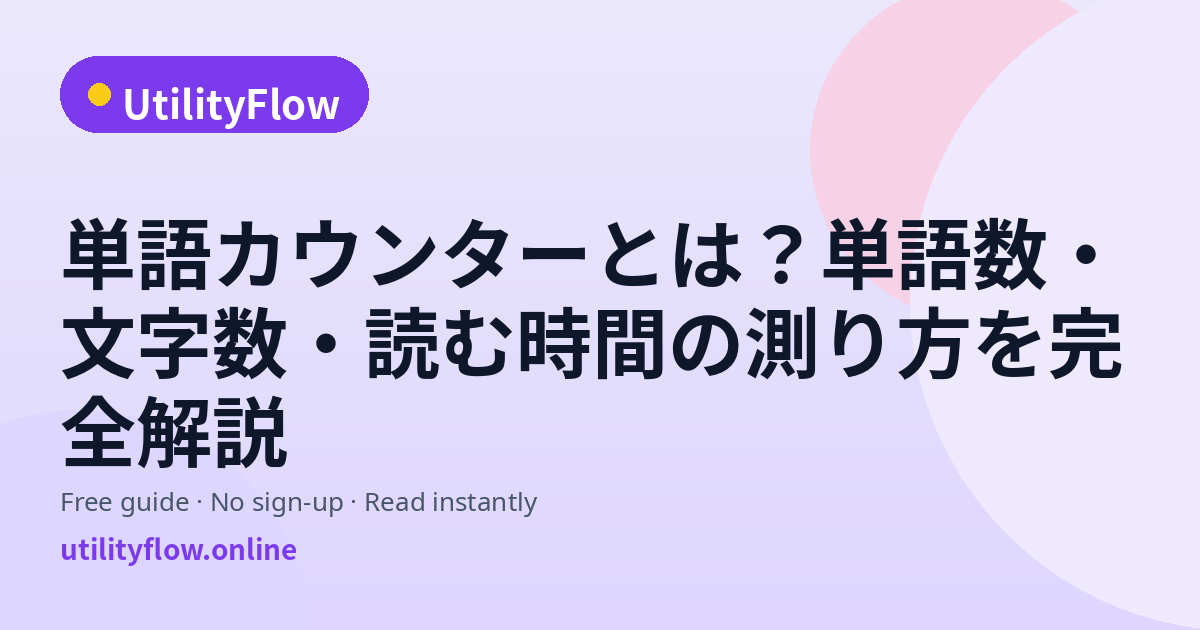 UtilityFlow
単語カウンターとは？単語数・
文字数・読む時間の測り方を完
全解説
Free guide · No sign-up · Read instantly
utilityflow.online